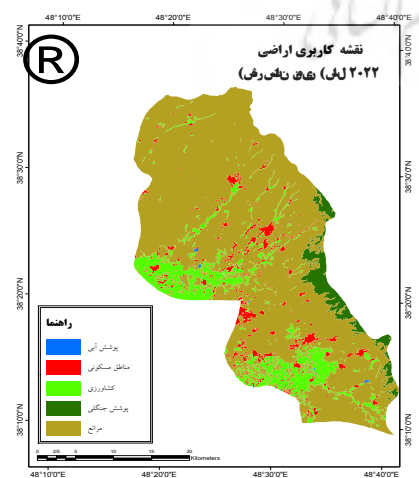 48°10'0"E 48°20'0"E 48°30'0"E 48°40'0"E
®
نقشه کاربری اراضی
38°40'0"N 38°40'0"N
38°30'0"N 38°30'0"N
38°20'0"N 38°20'0"N
38°10'0"N 38°10'0"N
راهنما
پوشش آبی
مناطق مسکونی
کشاورزی
پوشش جنگلی
مراتع
0 2/5 5 10 15 20
Kilometers
48°10'0"E 48°20'0"E 48°30'0"E 48°40'0"E